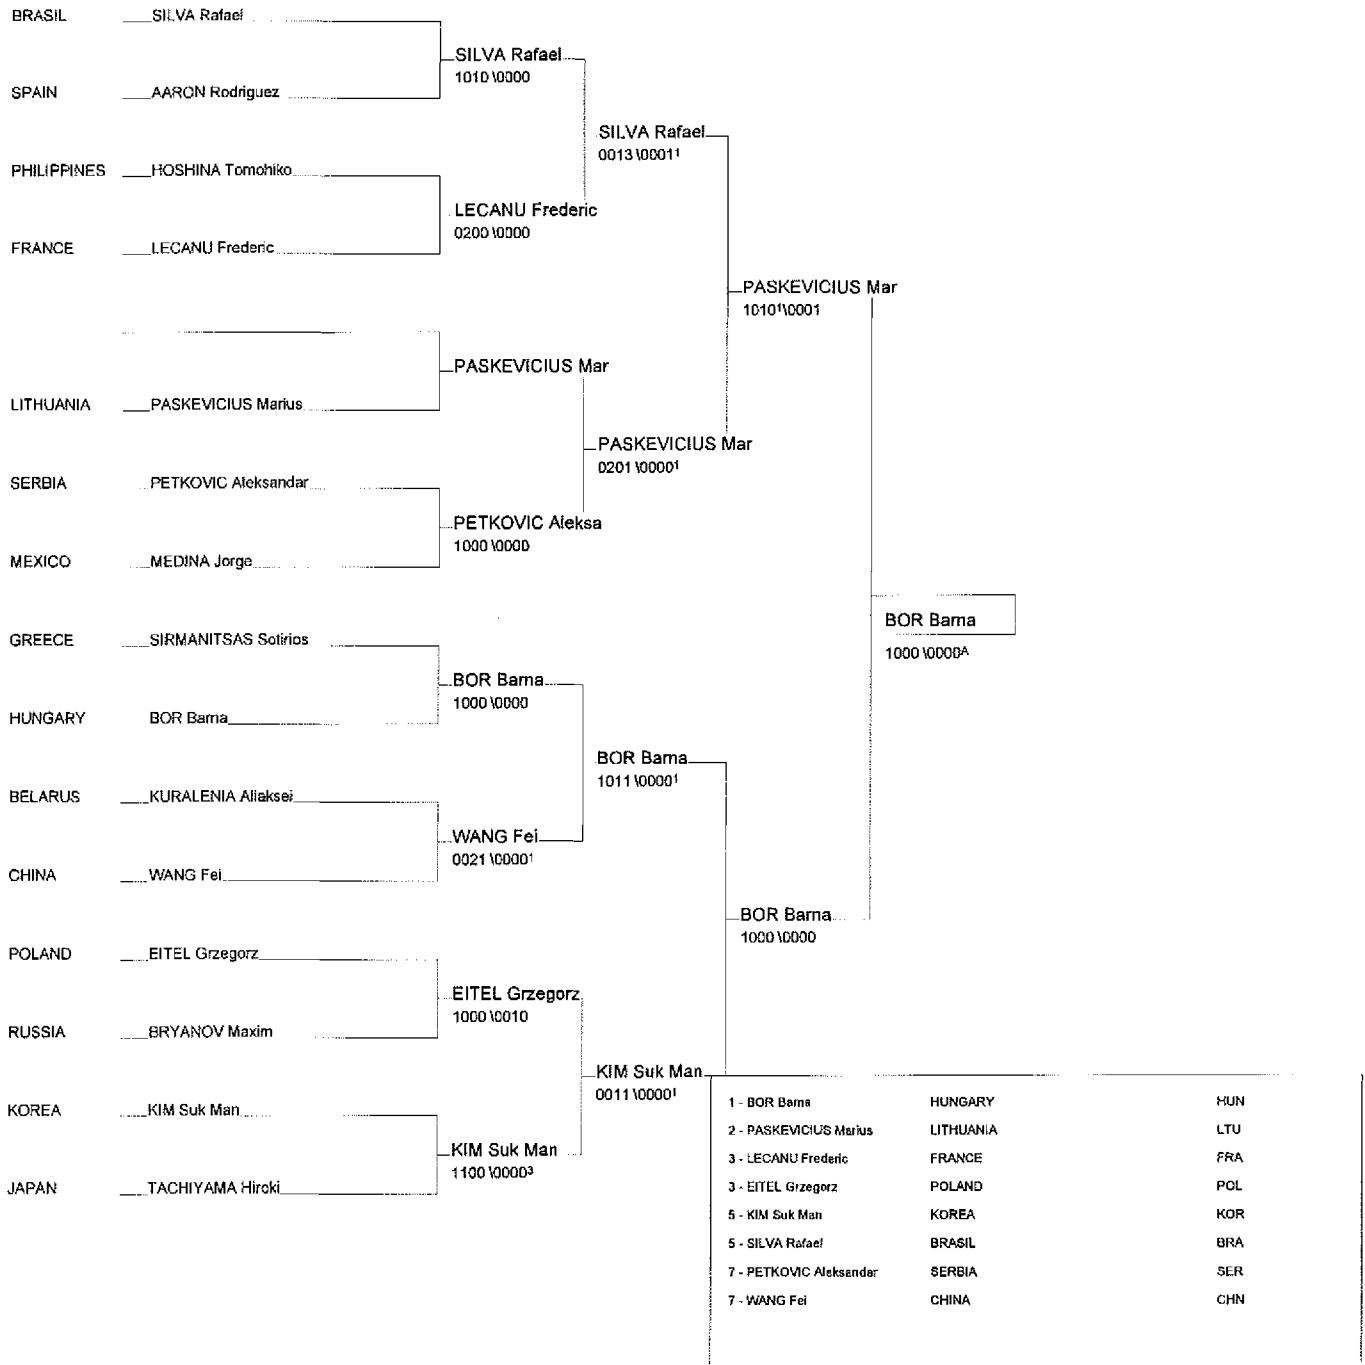 BRASIL SILVA Rafael
SILVA Rafael
1010 \0000
SPAIN AARON Rodriguez
SILVA Rafael
0013 \0001¹
PHILIPPINES HOSHINA Tomohiko
LECANU Frederic
0200 \0000
FRANCE LECANU Frederic
PASKEVICIUS Mar
1010¹\0001
PASKEVICIUS Mar
LITHUANIA PASKEVICIUS Marius
PASKEVICIUS Mar
0201 \0000¹
SERBIA PETKOVIC Aleksandar
PETKOVIC Aleksa
1000 \0000
MEXICO MEDINA Jorge
BOR Barna
1000 \0000ᴬ
GREECE SIRMANITSAS Sotirios
BOR Barna
1000 \0000
HUNGARY BOR Barna
BOR Barna
1011 \0000¹
BELARUS KURALENIA Aliaksei
WANG Fei
0021 \0000¹
CHINA WANG Fei
BOR Barna
1000 \0000
POLAND EITEL Grzegorz
EITEL Grzegorz
1000 \0010
RUSSIA BRYANOV Maxim
KIM Suk Man
0011 \0000¹
KOREA KIM Suk Man
KIM Suk Man
1100 \0000³
JAPAN TACHIYAMA Hiroki
1 - BOR Barna HUNGARY HUN
2 - PASKEVICIUS Marius LITHUANIA LTU
3 - LECANU Frederic FRANCE FRA
3 - EITEL Grzegorz POLAND POL
5 - KIM Suk Man KOREA KOR
5 - SILVA Rafael BRASIL BRA
7 - PETKOVIC Aleksandar SERBIA SER
7 - WANG Fei CHINA CHN